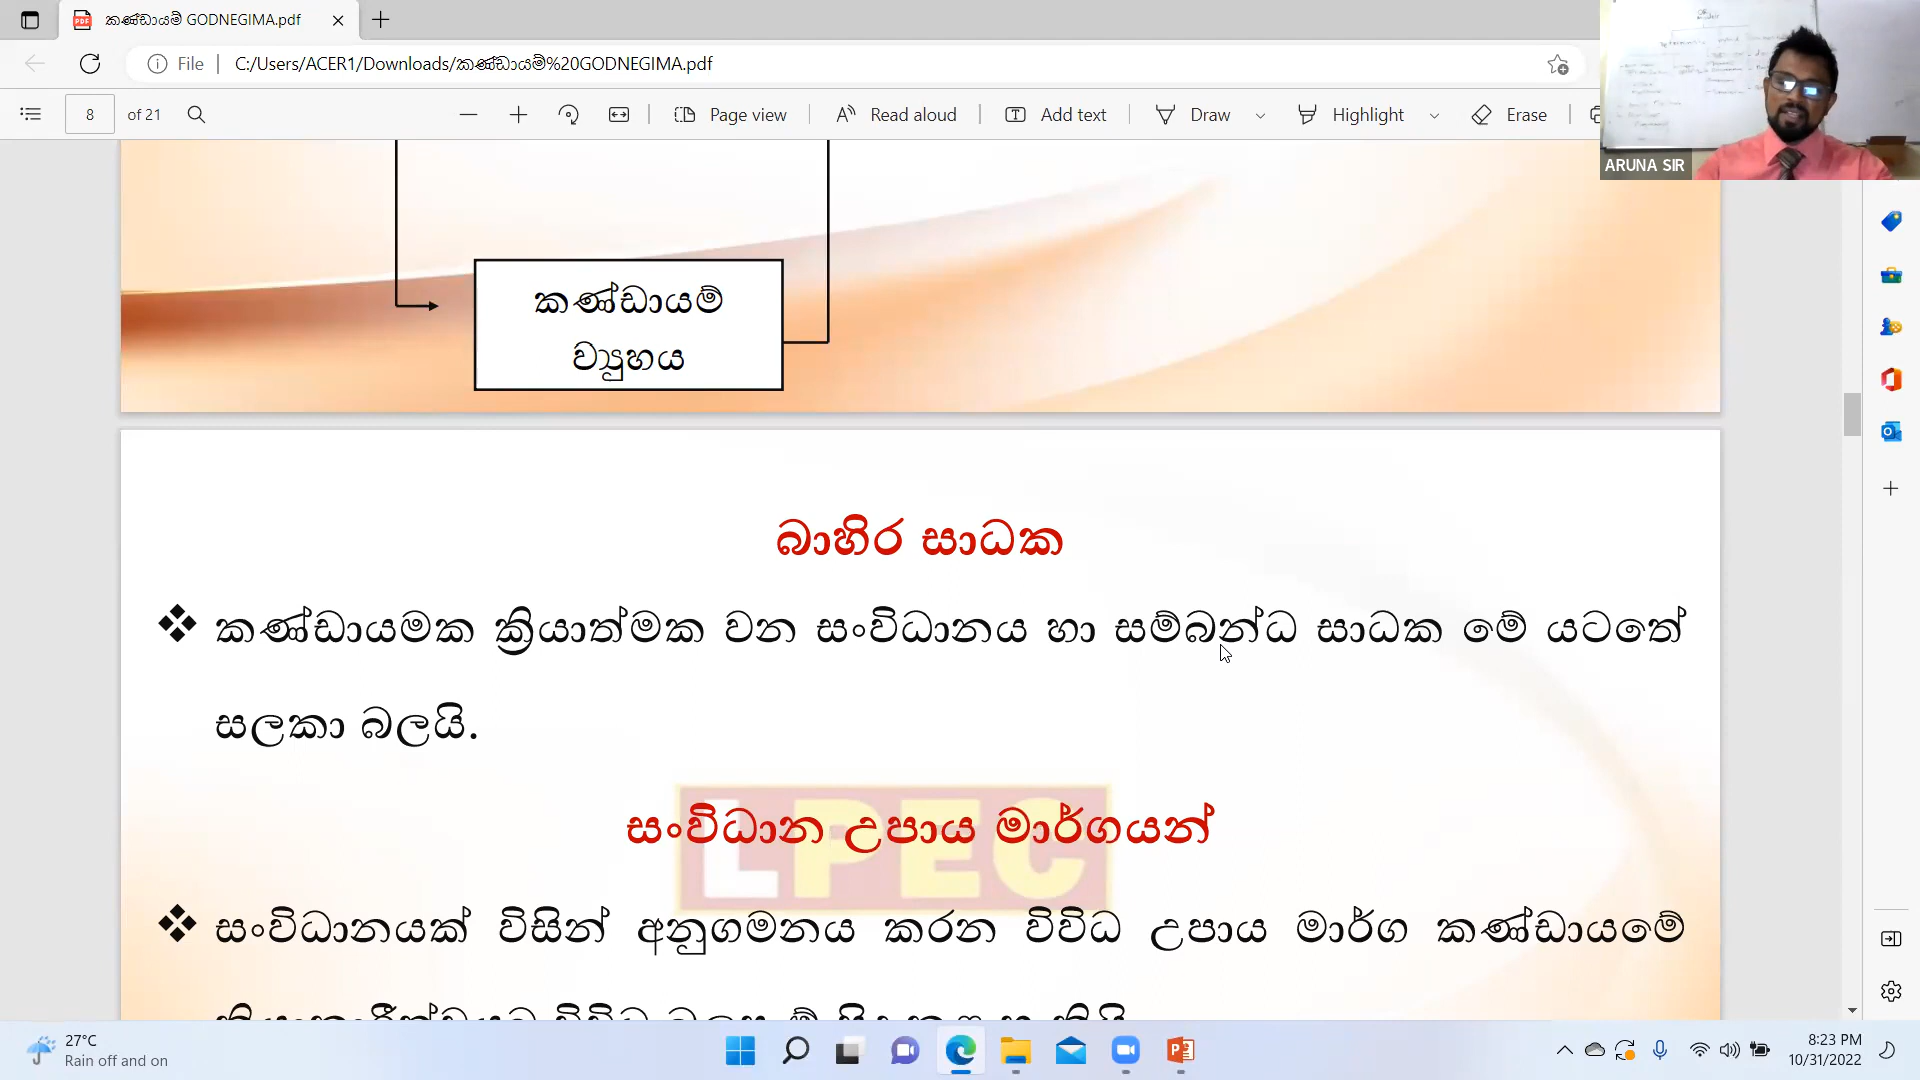 කණ්ඩායම් GODNEGIMA.pdf
File C:/Users/ACER1/Downloads/කණ්ඩායම්%20GODNEGIMA.pdf
8 of 21 Page view Read aloud Add text Draw Highlight Erase
ARUNA SIR
කණ්ඩායම්
ව්‍යුහය
බාහිර සාධක
කණ්ඩායමක ක්‍රියාත්මක වන සංවිධානය හා සම්බන්ධ සාධක මේ යටතේ
සලකා බලයි.
LPEC
සංවිධාන උපාය මාර්ගයන්
සංවිධානයක් විසින් අනුගමනය කරන විවිධ උපාය මාර්ග කණ්ඩායමේ
27°C
Rain off and on
8:23 PM
10/31/2022